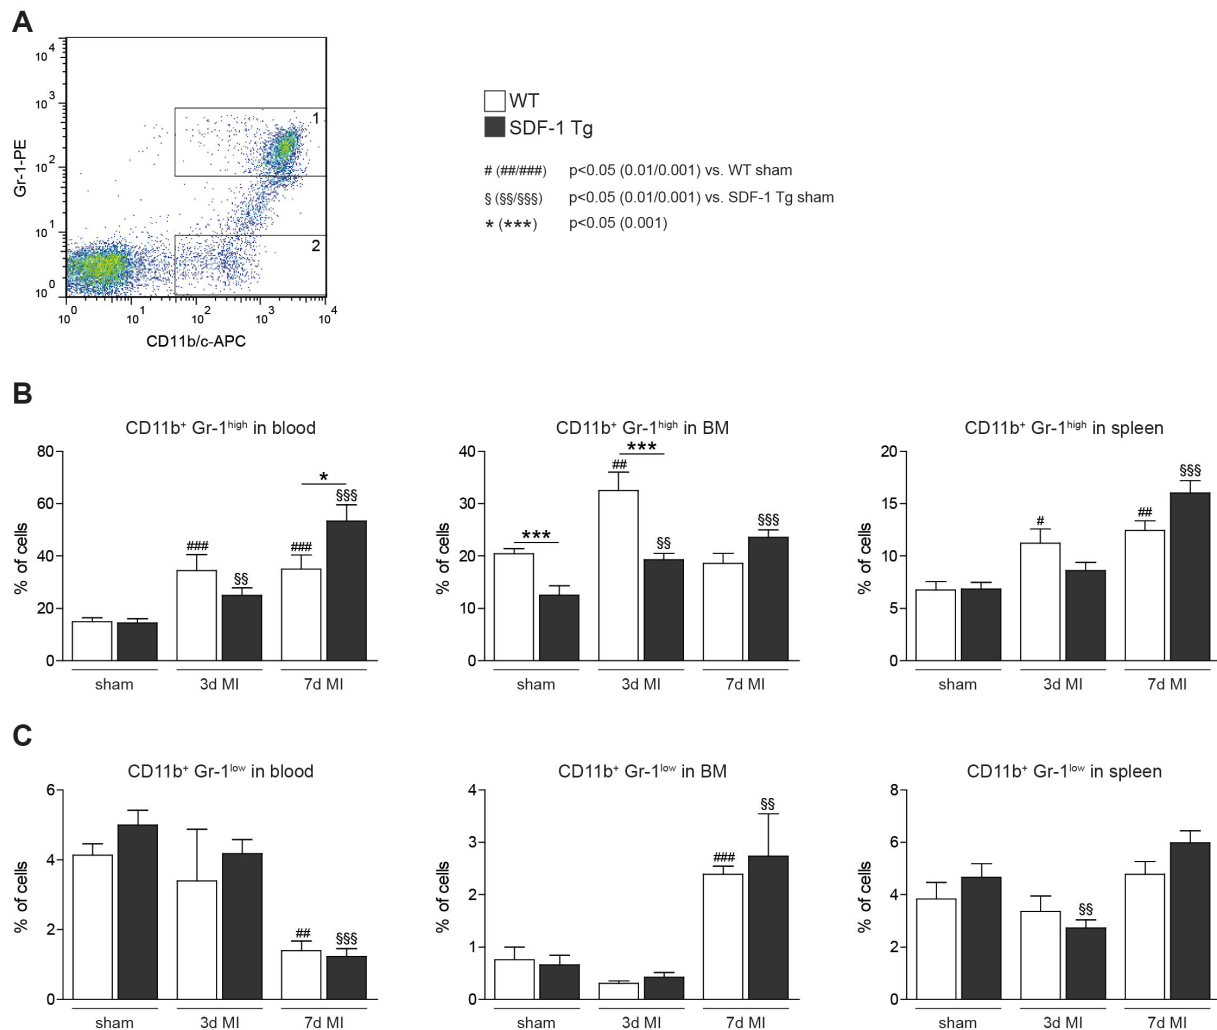 A
10⁴
10³
10²
10¹
10⁰
Gr-1-PE
1
2
10⁰ 10¹ 10² 10³ 10⁴
CD11b/c-APC
WT
SDF-1 Tg
# (##/###) p<0.05 (0.01/0.001) vs. WT sham
§ (§§/§§§) p<0.05 (0.01/0.001) vs. SDF-1 Tg sham
* (***) p<0.05 (0.001)
B
CD11b⁺ Gr-1ʰⁱᵍʰ in blood
% of cells
80
60
40
20
0
###
§§
###
*
§§§
sham 3d MI 7d MI
CD11b⁺ Gr-1ʰⁱᵍʰ in BM
% of cells
40
30
20
10
0
***
##
***
§§
§§§
sham 3d MI 7d MI
CD11b⁺ Gr-1ʰⁱᵍʰ in spleen
% of cells
20
15
10
5
0
#
##
§§§
sham 3d MI 7d MI
C
CD11b⁺ Gr-1ˡᵒʷ in blood
% of cells
6
4
2
0
##
§§§
sham 3d MI 7d MI
CD11b⁺ Gr-1ˡᵒʷ in BM
% of cells
4
3
2
1
0
###
§§
sham 3d MI 7d MI
CD11b⁺ Gr-1ˡᵒʷ in spleen
% of cells
8
6
4
2
0
§§
sham 3d MI 7d MI